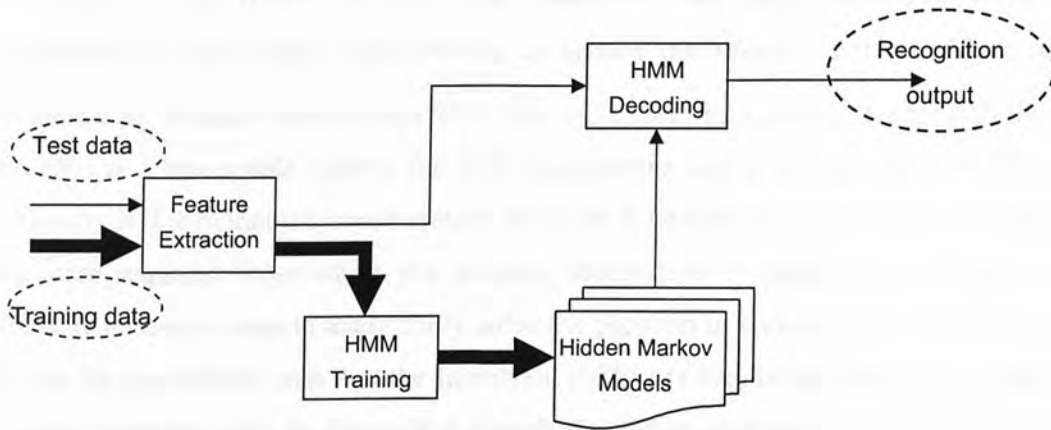 Recognition
output
HMM
Decoding
Test data
Feature
Extraction
Training data
HMM
Training
Hidden Markov
Models